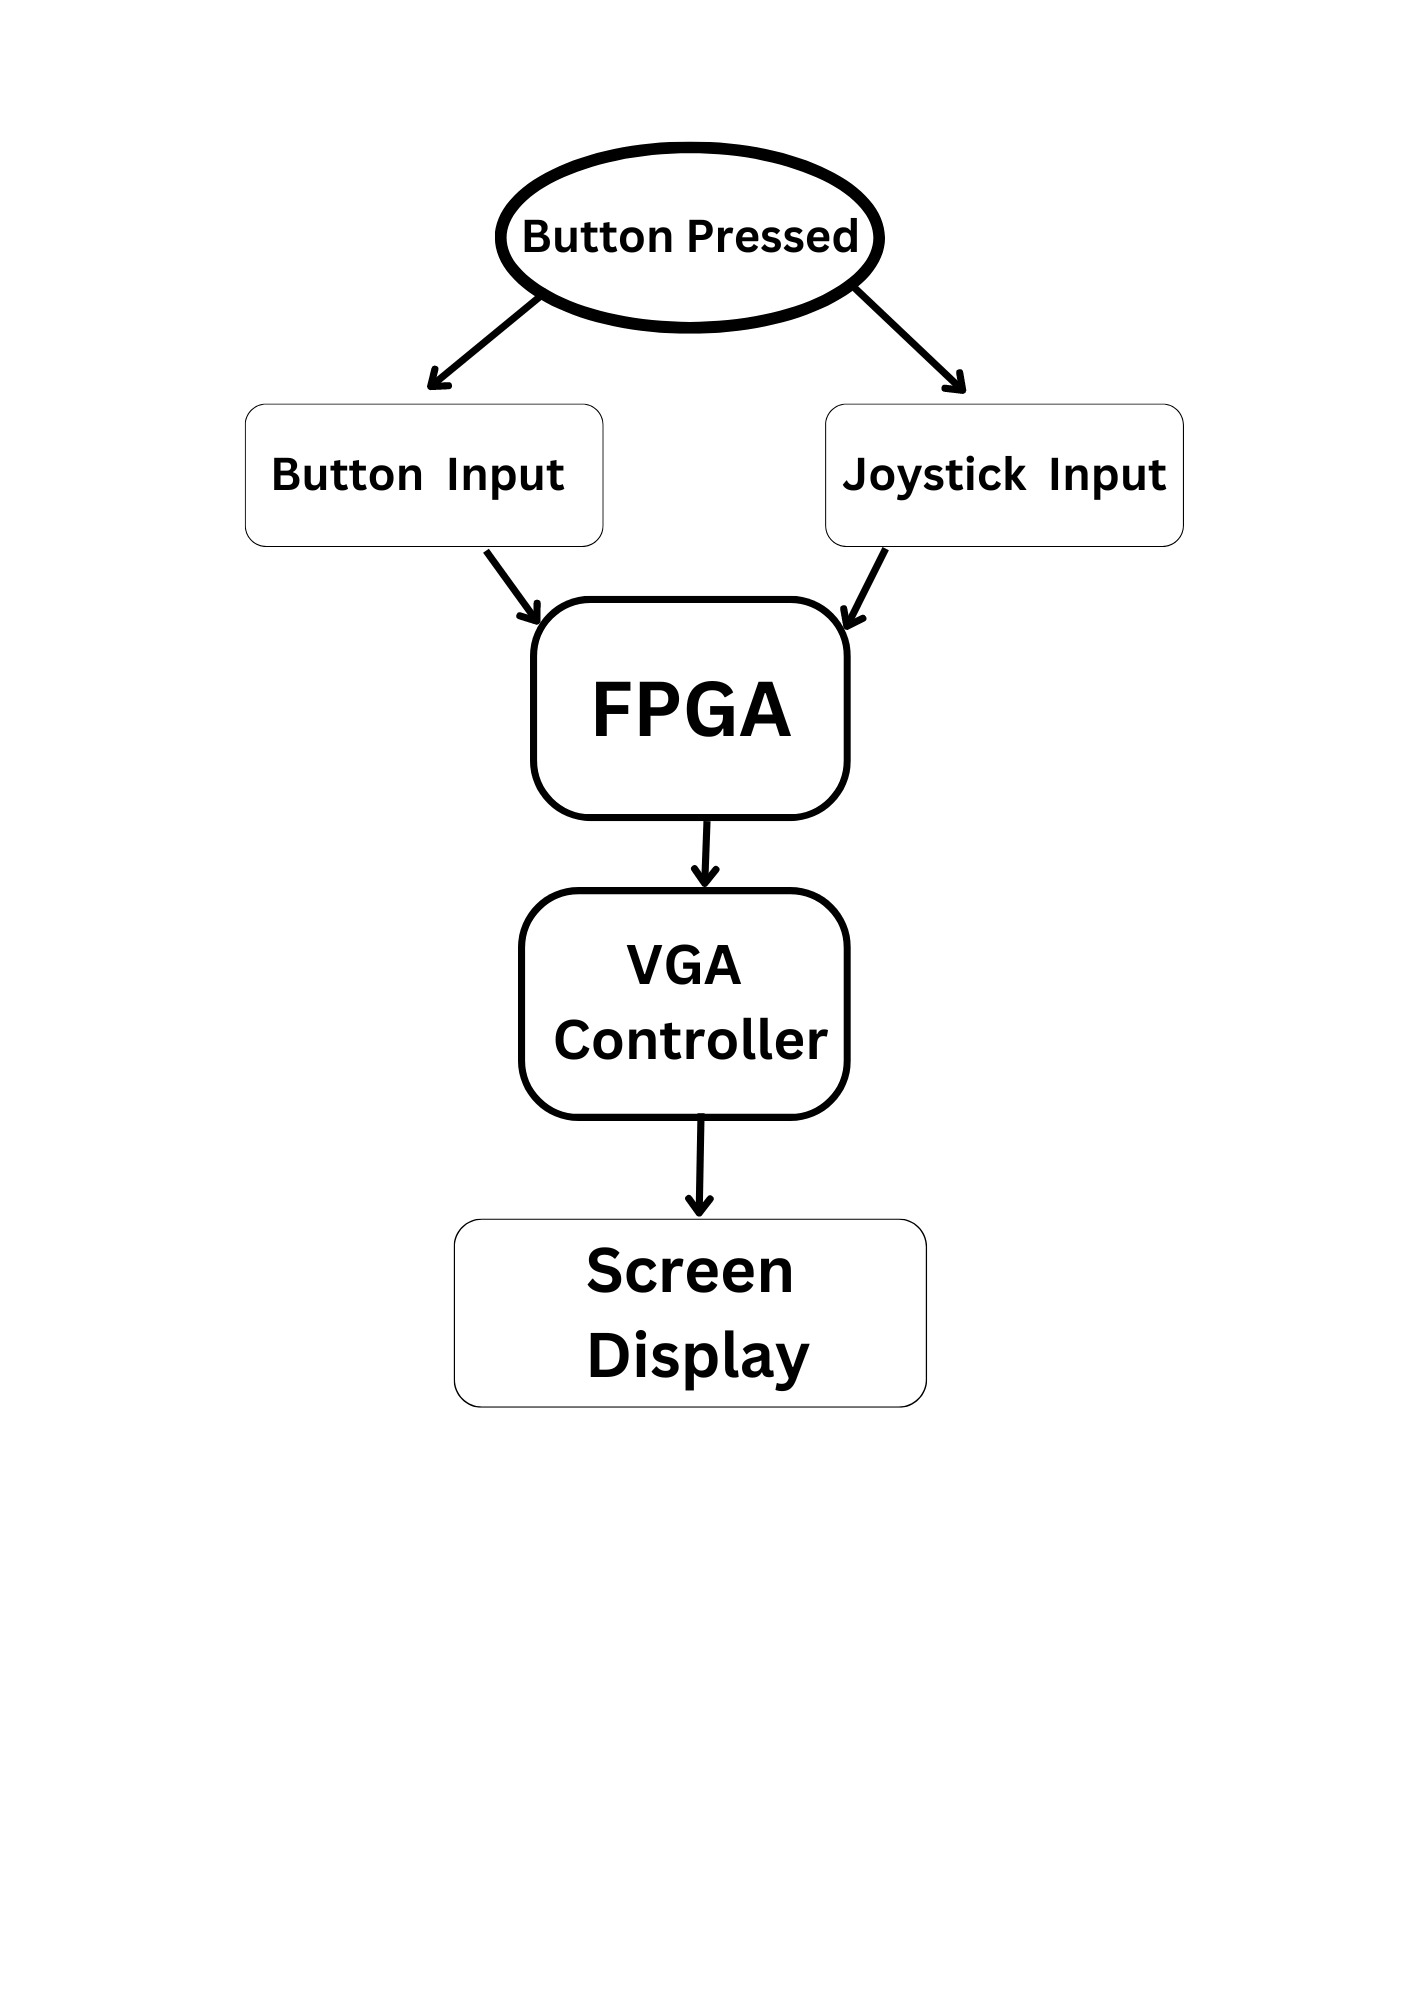 Button Pressed
Button Input
Joystick Input
FPGA
VGA
Controller
Screen
Display